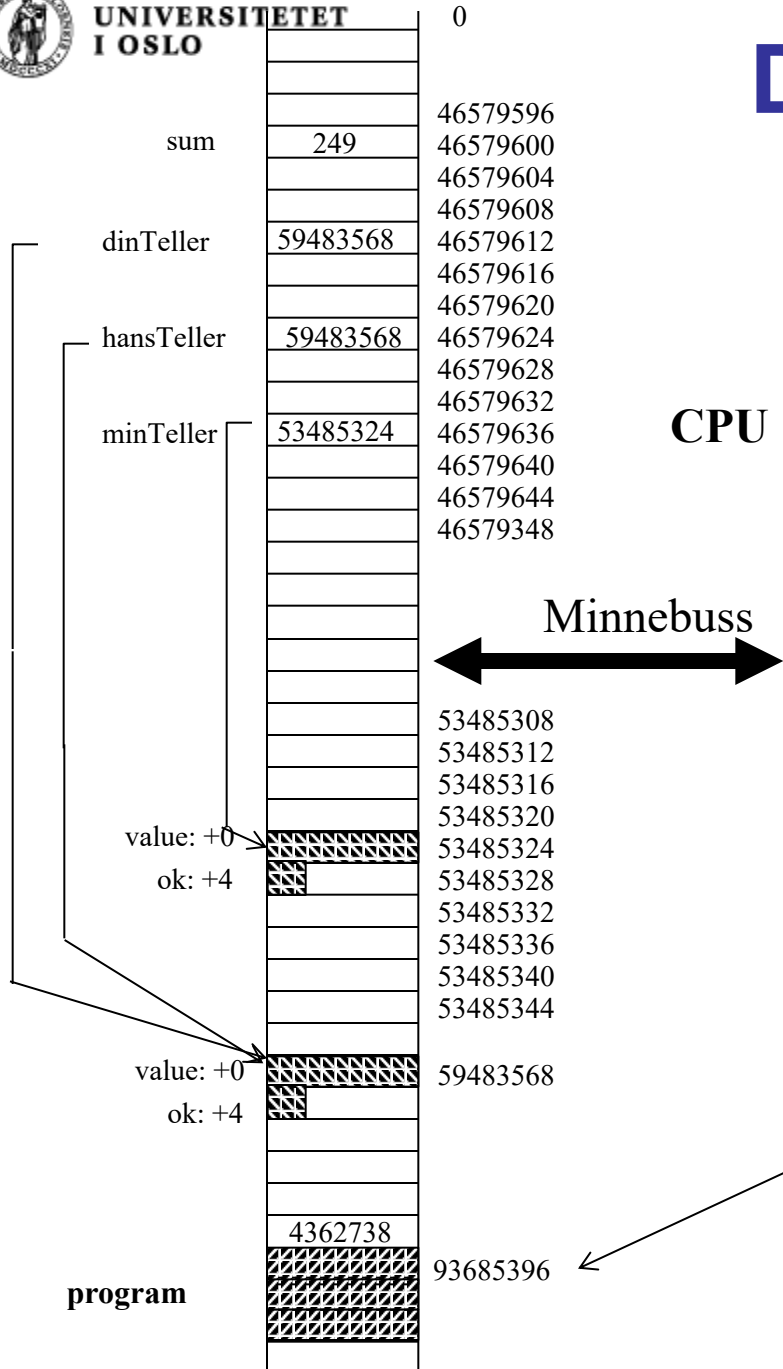 UNIVERSITETET
I OSLO
0
46579596
sum 249 46579600
46579604
46579608
dinTeller 59483568 46579612
46579616
46579620
hansTeller 59483568 46579624
46579628
46579632
minTeller 53485324 46579636
CPU
46579640
46579644
46579348
Minnebuss
53485308
53485312
53485316
53485320
value: +0 53485324
ok: +4 53485328
53485332
53485336
53485340
53485344
value: +0 59483568
ok: +4
4362738
93685396
program